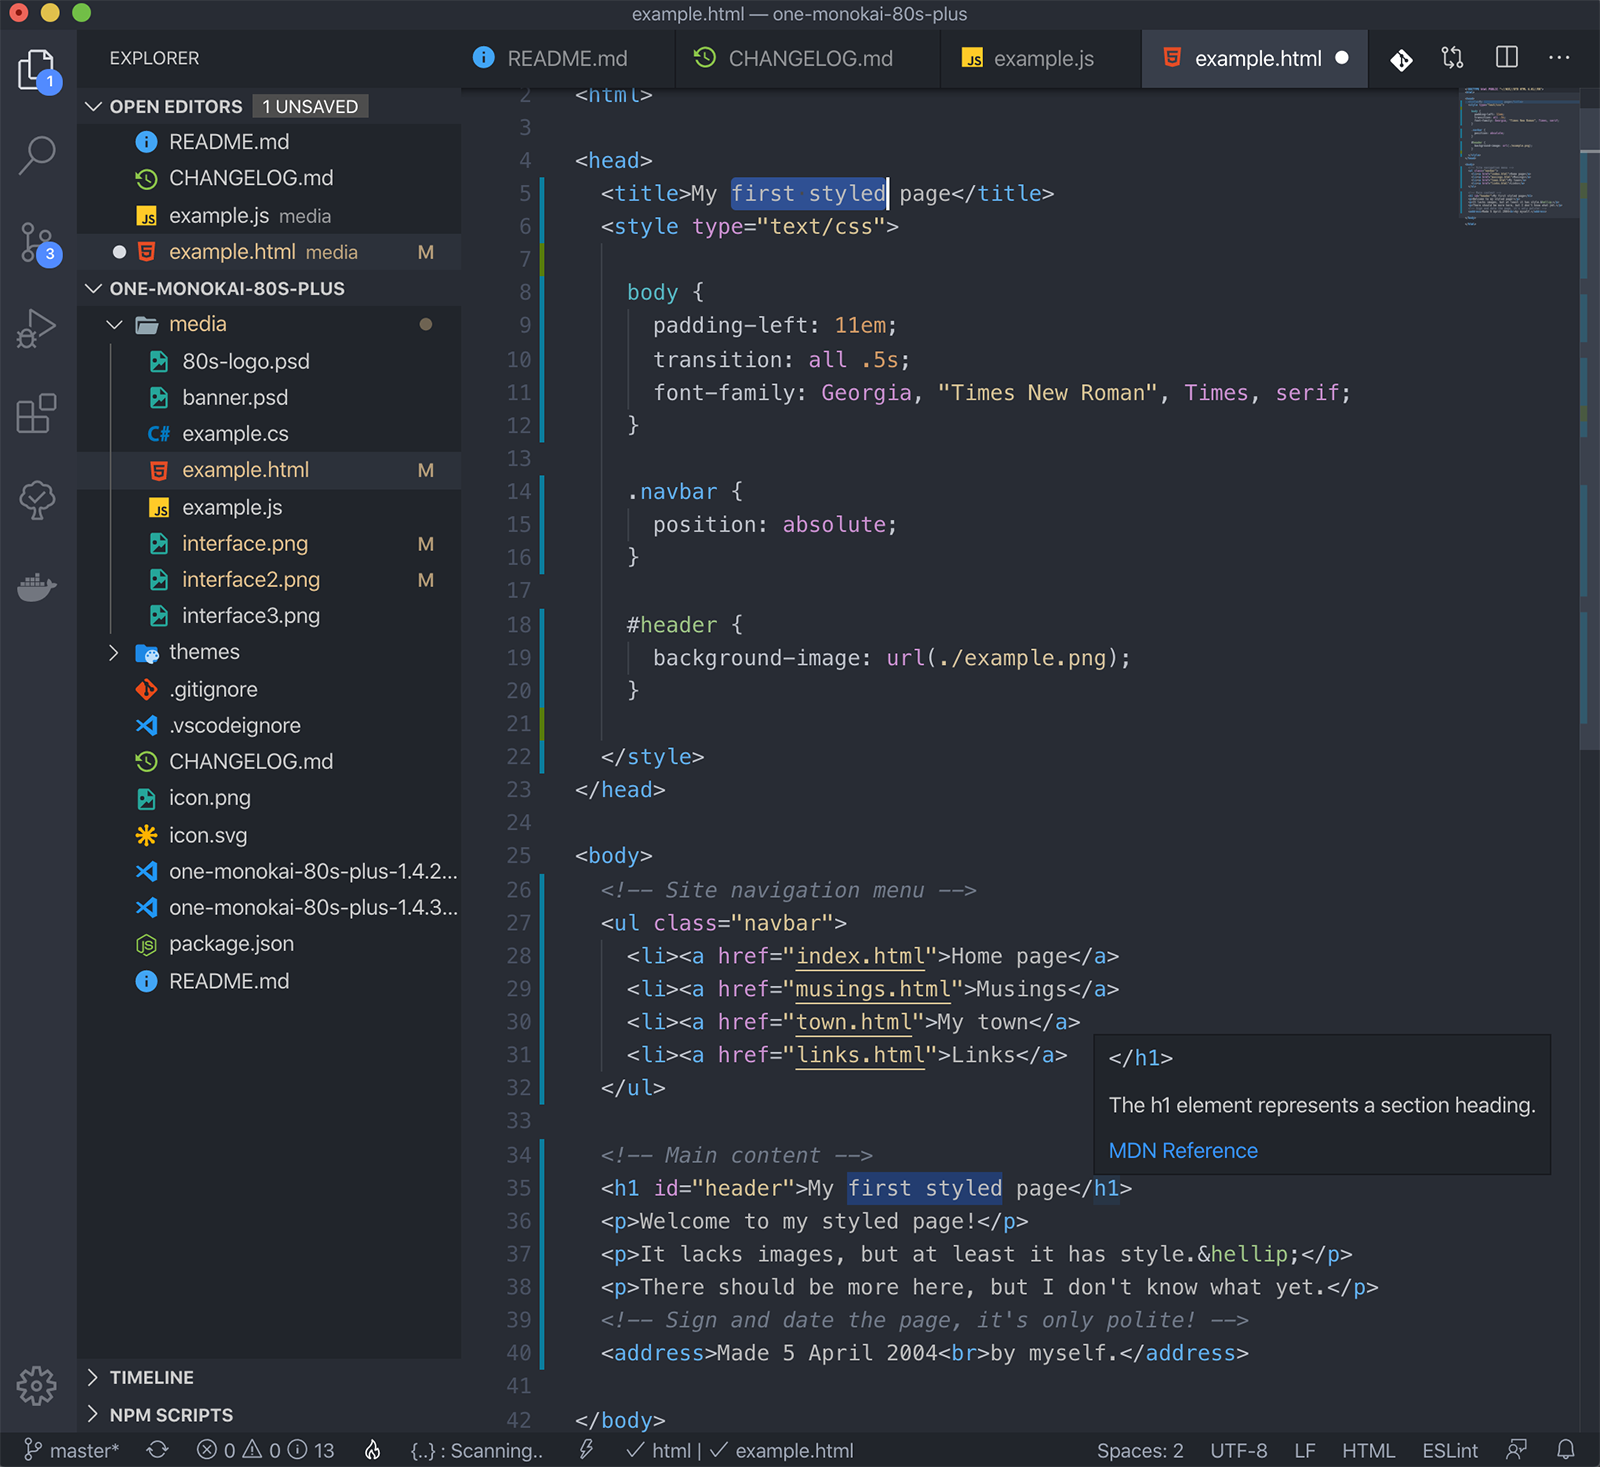 example.html — one-monokai-80s-plus
1
3
EXPLORER
OPEN EDITORS 1 UNSAVED
README.md
CHANGELOG.md
example.js media
example.html media M
ONE-MONOKAI-80S-PLUS
media
80s-logo.psd
banner.psd
C# example.cs
example.html M
JS example.js
interface.png M
interface2.png M
interface3.png
themes
.gitignore
.vscodeignore
CHANGELOG.md
icon.png
icon.svg
one-monokai-80s-plus-1.4.2...
one-monokai-80s-plus-1.4.3...
package.json
README.md
TIMELINE
NPM SCRIPTS
README.md CHANGELOG.md JS example.js example.html ...
2 <html>
3
4 <head>
5 <title>My first styled page</title>
6 <style type="text/css">
7
8 body {
9 padding-left: 11em;
10 transition: all .5s;
11 font-family: Georgia, "Times New Roman", Times, serif;
12 }
13
14 .navbar {
15 position: absolute;
16 }
17
18 #header {
19 background-image: url(./example.png);
20 }
21
22 </style>
23 </head>
24
25 <body>
26 <!-- Site navigation menu -->
27 <ul class="navbar">
28 <li><a href="index.html">Home page</a>
29 <li><a href="musings.html">Musings</a>
30 <li><a href="town.html">My town</a>
31 <li><a href="links.html">Links</a>
32 </ul>
33
34 <!-- Main content -->
35 <h1 id="header">My first styled page</h1>
36 <p>Welcome to my styled page!</p>
37 <p>It lacks images, but at least it has style.&hellip;</p>
38 <p>There should be more here, but I don't know what yet.</p>
39 <!-- Sign and date the page, it's only polite! -->
40 <address>Made 5 April 2004<br>by myself.</address>
41
42 </body>
</h1>
The h1 element represents a section heading.
MDN Reference
master* 0 0 13 {..} : Scanning.. html | example.html Spaces: 2 UTF-8 LF HTML ESLint